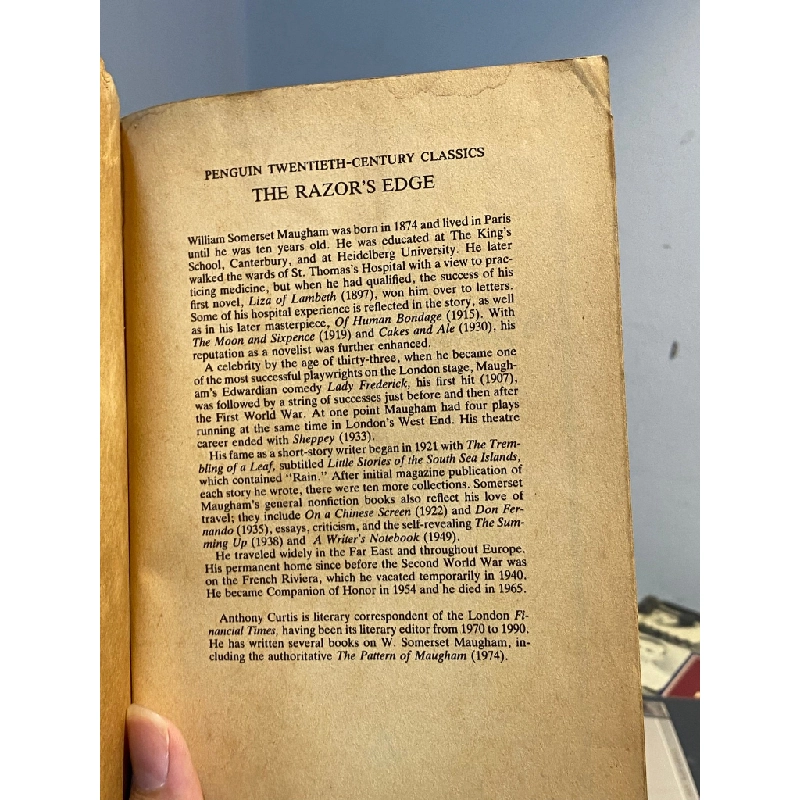 PENGUIN TWENTIETH-CENTURY CLASSICS
THE RAZOR'S EDGE
William Somerset Maugham was born in 1874 and lived in Paris
until he was ten years old. He was educated at The King's
School, Canterbury, and at Heidelberg University. He later
walked the wards of St. Thomas's Hospital with a view to prac-
ticing medicine, but when he had qualified, the success of his
first novel, Liza of Lambeth (1897), won him over to letters.
Some of his hospital experience is reflected in the story, as well
as in his later masterpiece, Of Human Bondage (1915). With
The Moon and Sixpence (1919) and Cakes and Ale (1930), his
reputation as a novelist was further enhanced.
A celebrity by the age of thirty-three, when he became one
of the most successful playwrights on the London stage, Maugh-
am's Edwardian comedy Lady Frederick, his first hit (1907),
was followed by a string of successes just before and then after
the First World War. At one point Maugham had four plays
running at the same time in London's West End. His theatre
career ended with Sheppey (1933).
His fame as a short-story writer began in 1921 with The Trem-
bling of a Leaf, subtitled Little Stories of the South Sea Islands,
which contained "Rain." After initial magazine publication of
each story he wrote, there were ten more collections. Somerset
Maugham's general nonfiction books also reflect his love of
travel; they include On a Chinese Screen (1922) and Don Fer-
nando (1935), essays, criticism, and the self-revealing The Sum-
ming Up (1938) and A Writer's Notebook (1949).
He traveled widely in the Far East and throughout Europe.
His permanent home since before the Second World War was
on the French Riviera, which he vacated temporarily in 1940.
He became Companion of Honor in 1954 and he died in 1965.
Anthony Curtis is literary correspondent of the London Fi-
nancial Times, having been its literary editor from 1970 to 1990.
He has written several books on W. Somerset Maugham, in-
cluding the authoritative The Pattern of Maugham (1974).